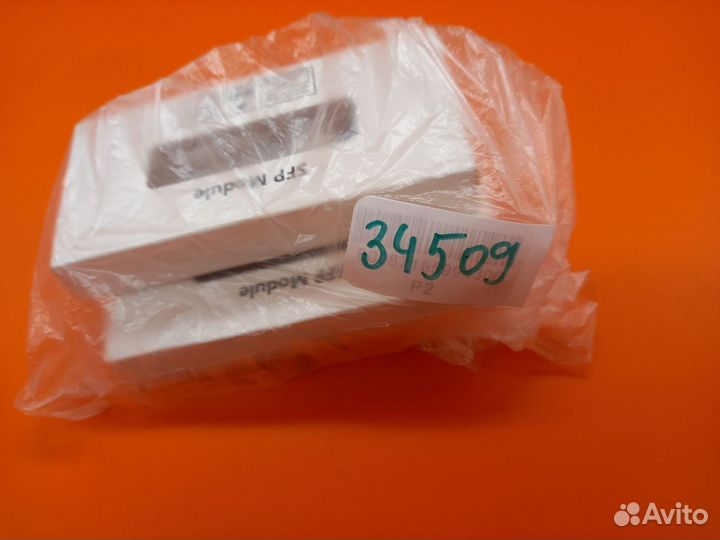 SFP Module
SFP Module
34509
P2
Avito